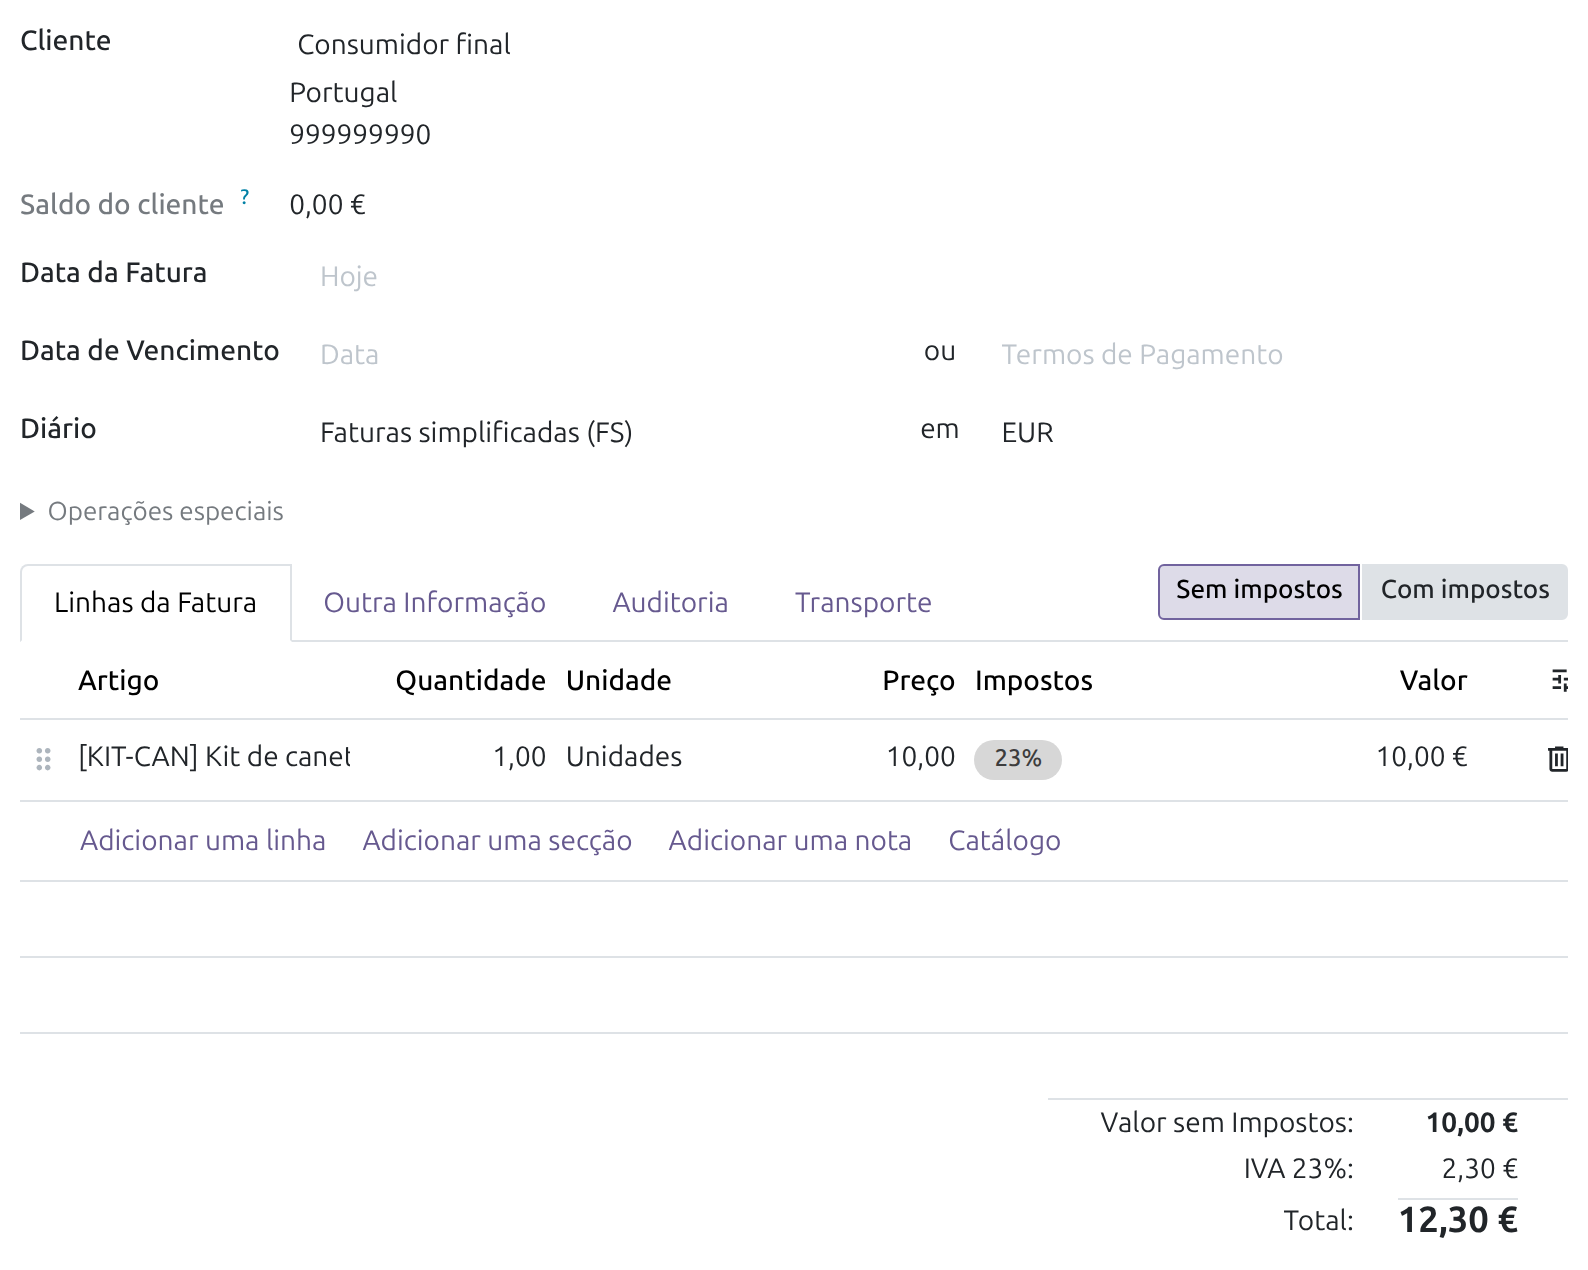 Cliente Consumidor final
Portugal
999999990
Saldo do cliente ? 0,00 €
Data da Fatura Hoje
Data de Vencimento Data ou Termos de Pagamento
Diário Faturas simplificadas (FS) em EUR
Operações especiais
Linhas da Fatura Outra Informação Auditoria Transporte Sem impostos Com impostos
Artigo Quantidade Unidade Preço Impostos Valor
[KIT-CAN] Kit de canet 1,00 Unidades 10,00 23% 10,00 €
Adicionar uma linha Adicionar uma secção Adicionar uma nota Catálogo
Valor sem Impostos: 10,00 €
IVA 23%: 2,30 €
Total: 12,30 €